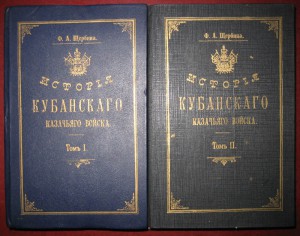 Ѳ. А. Щербина.
ИСТОРІЯ
КУБАНСКАГО
КАЗАЧЬЯГО ВОЙСКА.
Томъ I.
Ѳ. А. Щербина.
ИСТОРІЯ
КУБАНСКАГО
КАЗАЧЬЯГО ВОЙСКА.
Томъ II.